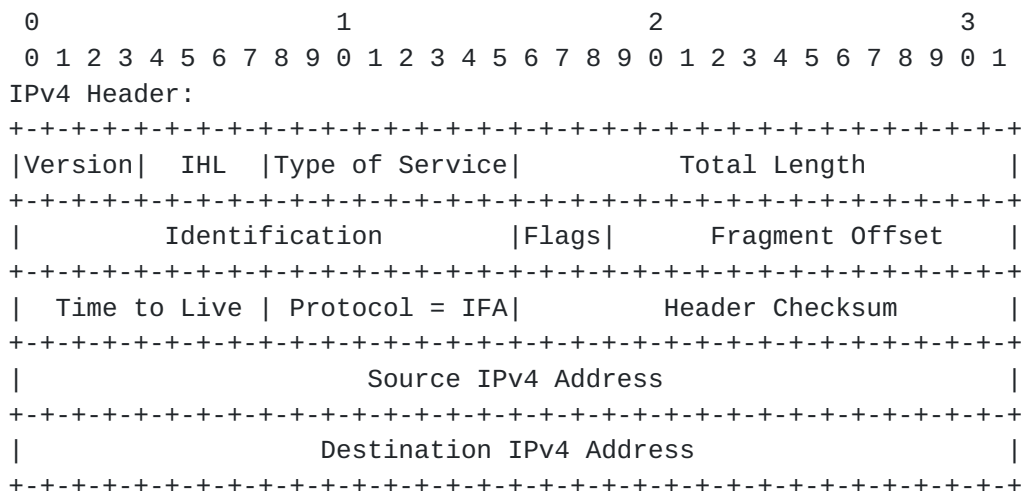 0                   1                   2                   3
 0 1 2 3 4 5 6 7 8 9 0 1 2 3 4 5 6 7 8 9 0 1 2 3 4 5 6 7 8 9 0 1
IPv4 Header:
+-+-+-+-+-+-+-+-+-+-+-+-+-+-+-+-+-+-+-+-+-+-+-+-+-+-+-+-+-+-+-+-+
|Version|  IHL  |Type of Service|          Total Length         |
+-+-+-+-+-+-+-+-+-+-+-+-+-+-+-+-+-+-+-+-+-+-+-+-+-+-+-+-+-+-+-+-+
|         Identification        |Flags|      Fragment Offset    |
+-+-+-+-+-+-+-+-+-+-+-+-+-+-+-+-+-+-+-+-+-+-+-+-+-+-+-+-+-+-+-+-+
|  Time to Live | Protocol = IFA|         Header Checksum       |
+-+-+-+-+-+-+-+-+-+-+-+-+-+-+-+-+-+-+-+-+-+-+-+-+-+-+-+-+-+-+-+-+
|                      Source IPv4 Address                      |
+-+-+-+-+-+-+-+-+-+-+-+-+-+-+-+-+-+-+-+-+-+-+-+-+-+-+-+-+-+-+-+-+
|                   Destination IPv4 Address                    |
+-+-+-+-+-+-+-+-+-+-+-+-+-+-+-+-+-+-+-+-+-+-+-+-+-+-+-+-+-+-+-+-+